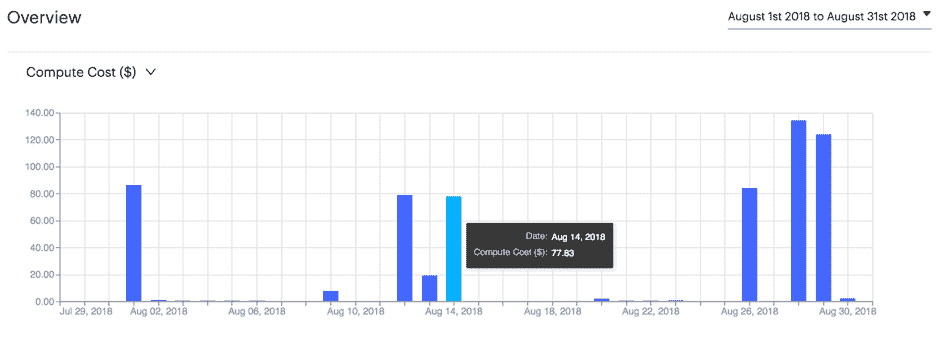 Overview
August 1st 2018 to August 31st 2018
Compute Cost ($)
140.00
120.00
100.00
80.00
60.00
40.00
20.00
0.00
Date: Aug 14, 2018
Compute Cost ($): 77.83
Jul 29, 2018 Aug 02, 2018 Aug 06, 2018 Aug 10, 2018 Aug 14, 2018 Aug 18, 2018 Aug 22, 2018 Aug 26, 2018 Aug 30, 2018